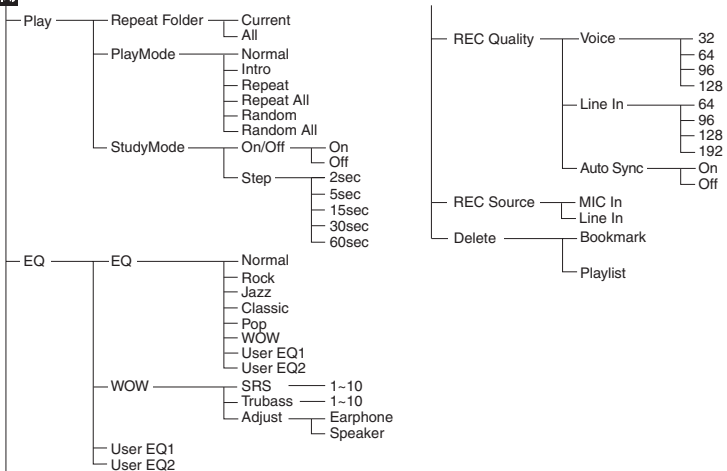 Play
Repeat Folder
Current
All
PlayMode
Normal
Intro
Repeat
Repeat All
Random
Random All
StudyMode
On/Off
On
Off
Step
2sec
5sec
15sec
30sec
60sec
EQ
EQ
Normal
Rock
Jazz
Classic
Pop
WOW
User EQ1
User EQ2
WOW
SRS
1~10
Trubass
1~10
Adjust
Earphone
Speaker
User EQ1
User EQ2
REC Quality
Voice
32
64
96
128
Line In
64
96
128
192
Auto Sync
On
Off
REC Source
MIC In
Line In
Delete
Bookmark
Playlist